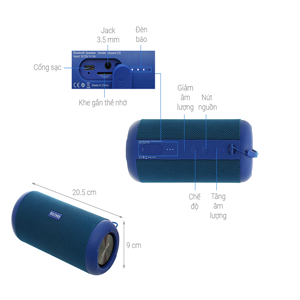 Jack
3.5 mm
Đèn
báo
Cổng sạc
Khe gắn thẻ nhớ
Giảm
âm
lượng
Nút
nguồn
Chế
độ
Tăng
âm
lượng
20.5 cm
9 cm